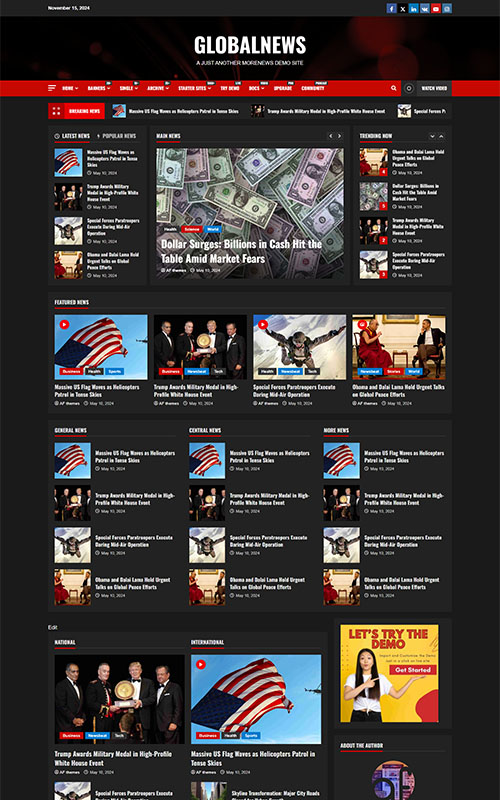 November 15, 2024
GLOBALNEWS
A JUST ANOTHER MORENEWS DEMO SITE
HOME BANNERS SINGLE ARCHIVE STARTER SITES TRY DEMO DOCS UPGRADE COMMUNITY WATCH VIDEO
BREAKING NEWS Massive US Flag Waves as Helicopters Patrol in Tense Skies Trump Awards Military Medal in High-Profile White House Event Special Forces P
LATEST NEWS POPULAR NEWS
Massive US Flag Waves as
Helicopters Patrol in Tense
Skies
May 10, 2024
Trump Awards Military
Medal in High-Profile
White House Event
May 10, 2024
Special Forces Paratroopers
Execute During Mid-Air
Operation
May 10, 2024
Obama and Dalai Lama Hold
Urgent Talks on Global
Peace Efforts
May 10, 2024
MAIN NEWS
Health Science World
Dollar Surges: Billions in Cash Hit the
Table Amid Market Fears
AF themes May 10, 2024
TRENDING NOW
Obama and Dalai Lama Hold
Urgent Talks on Global
Peace Efforts
4
May 10, 2024
Dollar Surges: Billions in
Cash Hit the Table Amid
Market Fears
5
May 10, 2024
Trump Awards Military
Medal in High-Profile
White House Event
2
May 10, 2024
Special Forces Paratroopers
Execute During Mid-Air
Operation
3
May 10, 2024
FEATURED NEWS
Business Health Sports
Massive US Flag Waves as Helicopters
Patrol in Tense Skies
AF themes May 10, 2024
Business Newsbeat Tech
Trump Awards Military Medal in High-
Profile White House Event
AF themes May 10, 2024
Health Newsbeat Tech
Special Forces Paratroopers Execute
During Mid-Air Operation
AF themes May 10, 2024
Newsbeat Stories World
Obama and Dalai Lama Hold Urgent Talks
on Global Peace Efforts
AF themes May 10, 2024
GENERAL NEWS
Massive US Flag Waves as Helicopters
Patrol in Tense Skies
May 10, 2024
Trump Awards Military Medal in High-
Profile White House Event
May 10, 2024
Special Forces Paratroopers Execute
During Mid-Air Operation
May 10, 2024
Obama and Dalai Lama Hold Urgent
Talks on Global Peace Efforts
May 10, 2024
CENTRAL NEWS
Massive US Flag Waves as Helicopters
Patrol in Tense Skies
May 10, 2024
Trump Awards Military Medal in High-
Profile White House Event
May 10, 2024
Special Forces Paratroopers Execute
During Mid-Air Operation
May 10, 2024
Obama and Dalai Lama Hold Urgent
Talks on Global Peace Efforts
May 10, 2024
MORE NEWS
Massive US Flag Waves as Helicopters
Patrol in Tense Skies
May 10, 2024
Trump Awards Military Medal in High-
Profile White House Event
May 10, 2024
Special Forces Paratroopers Execute
During Mid-Air Operation
May 10, 2024
Obama and Dalai Lama Hold Urgent
Talks on Global Peace Efforts
May 10, 2024
Edit
NATIONAL
Business Newsbeat Tech
Trump Awards Military Medal in High-Profile
White House Event
AF themes May 10, 2024
Special Forces Paratroopers
INTERNATIONAL
Business Health Sports
Massive US Flag Waves as Helicopters Patrol in
Tense Skies
AF themes May 10, 2024
Skyline Transformation: Major City Roads
LET'S TRY THE
DEMO
Import and Customize the Demo
Get Started
ABOUT THE AUTHOR